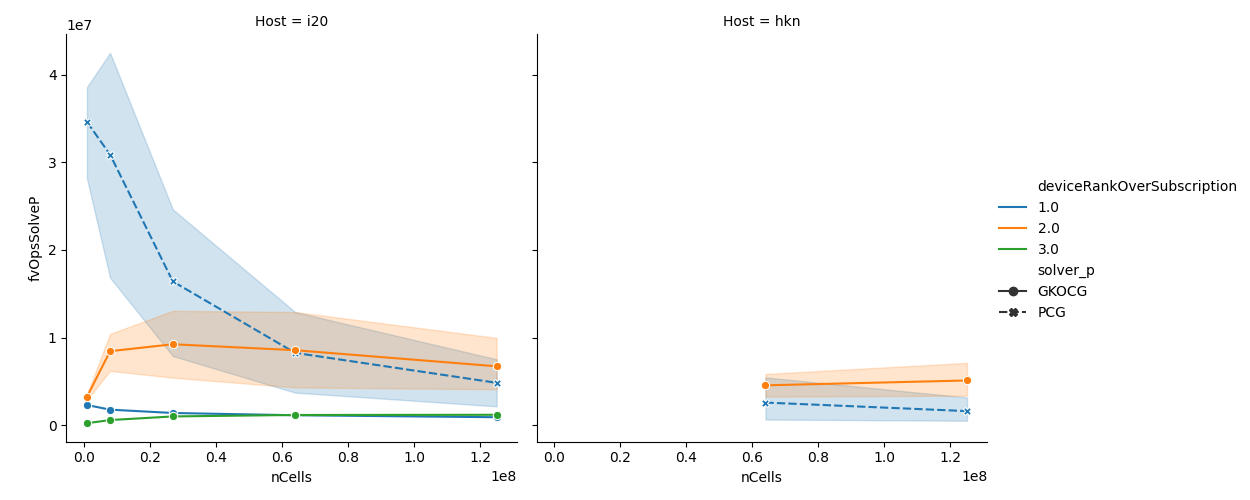 1e7
Host = i20
Host = hkn
4
3
2
1
0
fvOpsSolveP
0.0 0.2 0.4 0.6 0.8 1.0 1.2
1e8
nCells
0.0 0.2 0.4 0.6 0.8 1.0 1.2
1e8
nCells
deviceRankOverSubscription
1.0
2.0
3.0
solver_p
GKOCG
PCG